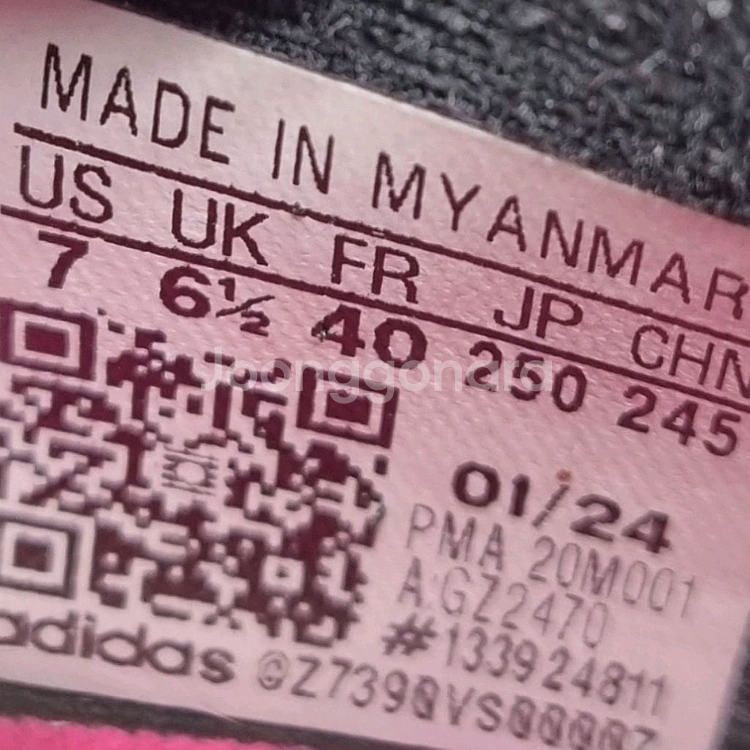 MADE IN MYANMAR
US UK FR JP CHN
7 6½ 40 250 245
Joonggonara
01/24
PMA 20M001
A:GZ2470
#133924811
adidas